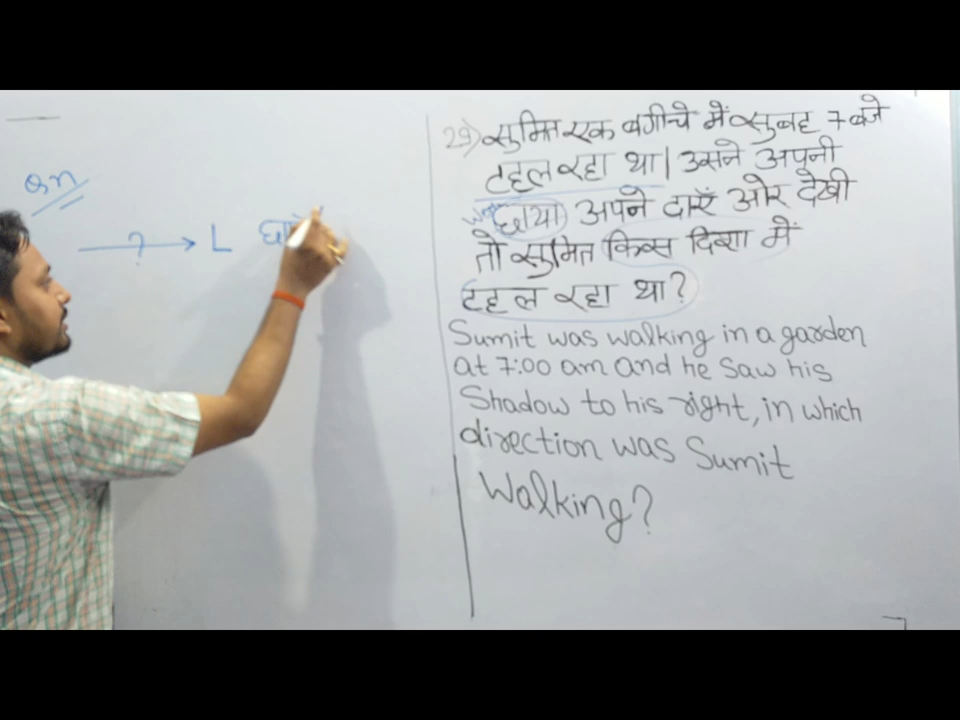 sn
? L
29) सुमित एक बगीचे में सुबह 7 बजे
टहल रहा था| उसने अपनी
छाया अपने दाएँ ओर देखी
तो सुमित किस दिशा में
टहल रहा था?
Sumit was walking in a garden
at 7:00 am and he saw his
Shadow to his right, in which
direction was Sumit
Walking?